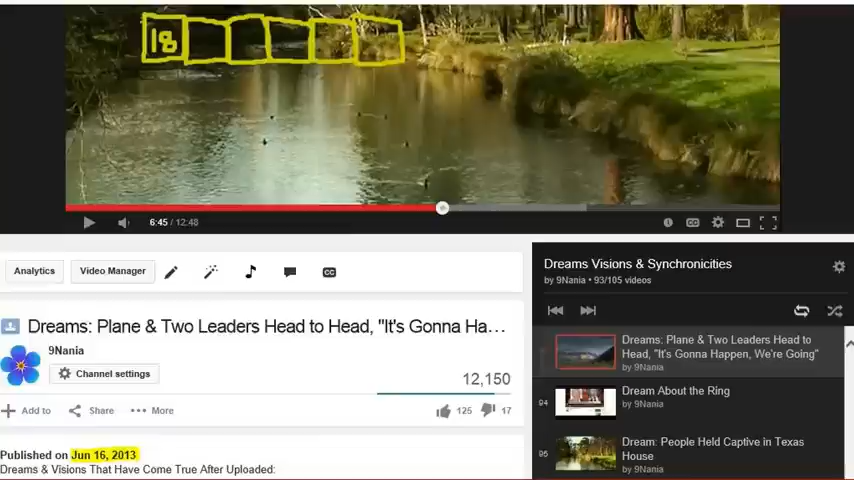 18
6:45 / 12:48
Analytics
Video Manager
CC
Dreams: Plane & Two Leaders Head to Head, "It's Gonna Ha...
9Nania
Channel settings
12,150
Add to
Share
More
125
17
Published on Jun 16, 2013
Dreams & Visions That Have Come True After Uploaded:
Dreams Visions & Synchronicities
by 9Nania • 93/105 videos
Dreams: Plane & Two Leaders Head to
Head, "It's Gonna Happen, We're Going"
by 9Nania
94
Dream About the Ring
by 9Nania
95
Dream: People Held Captive in Texas
House
by 9Nania